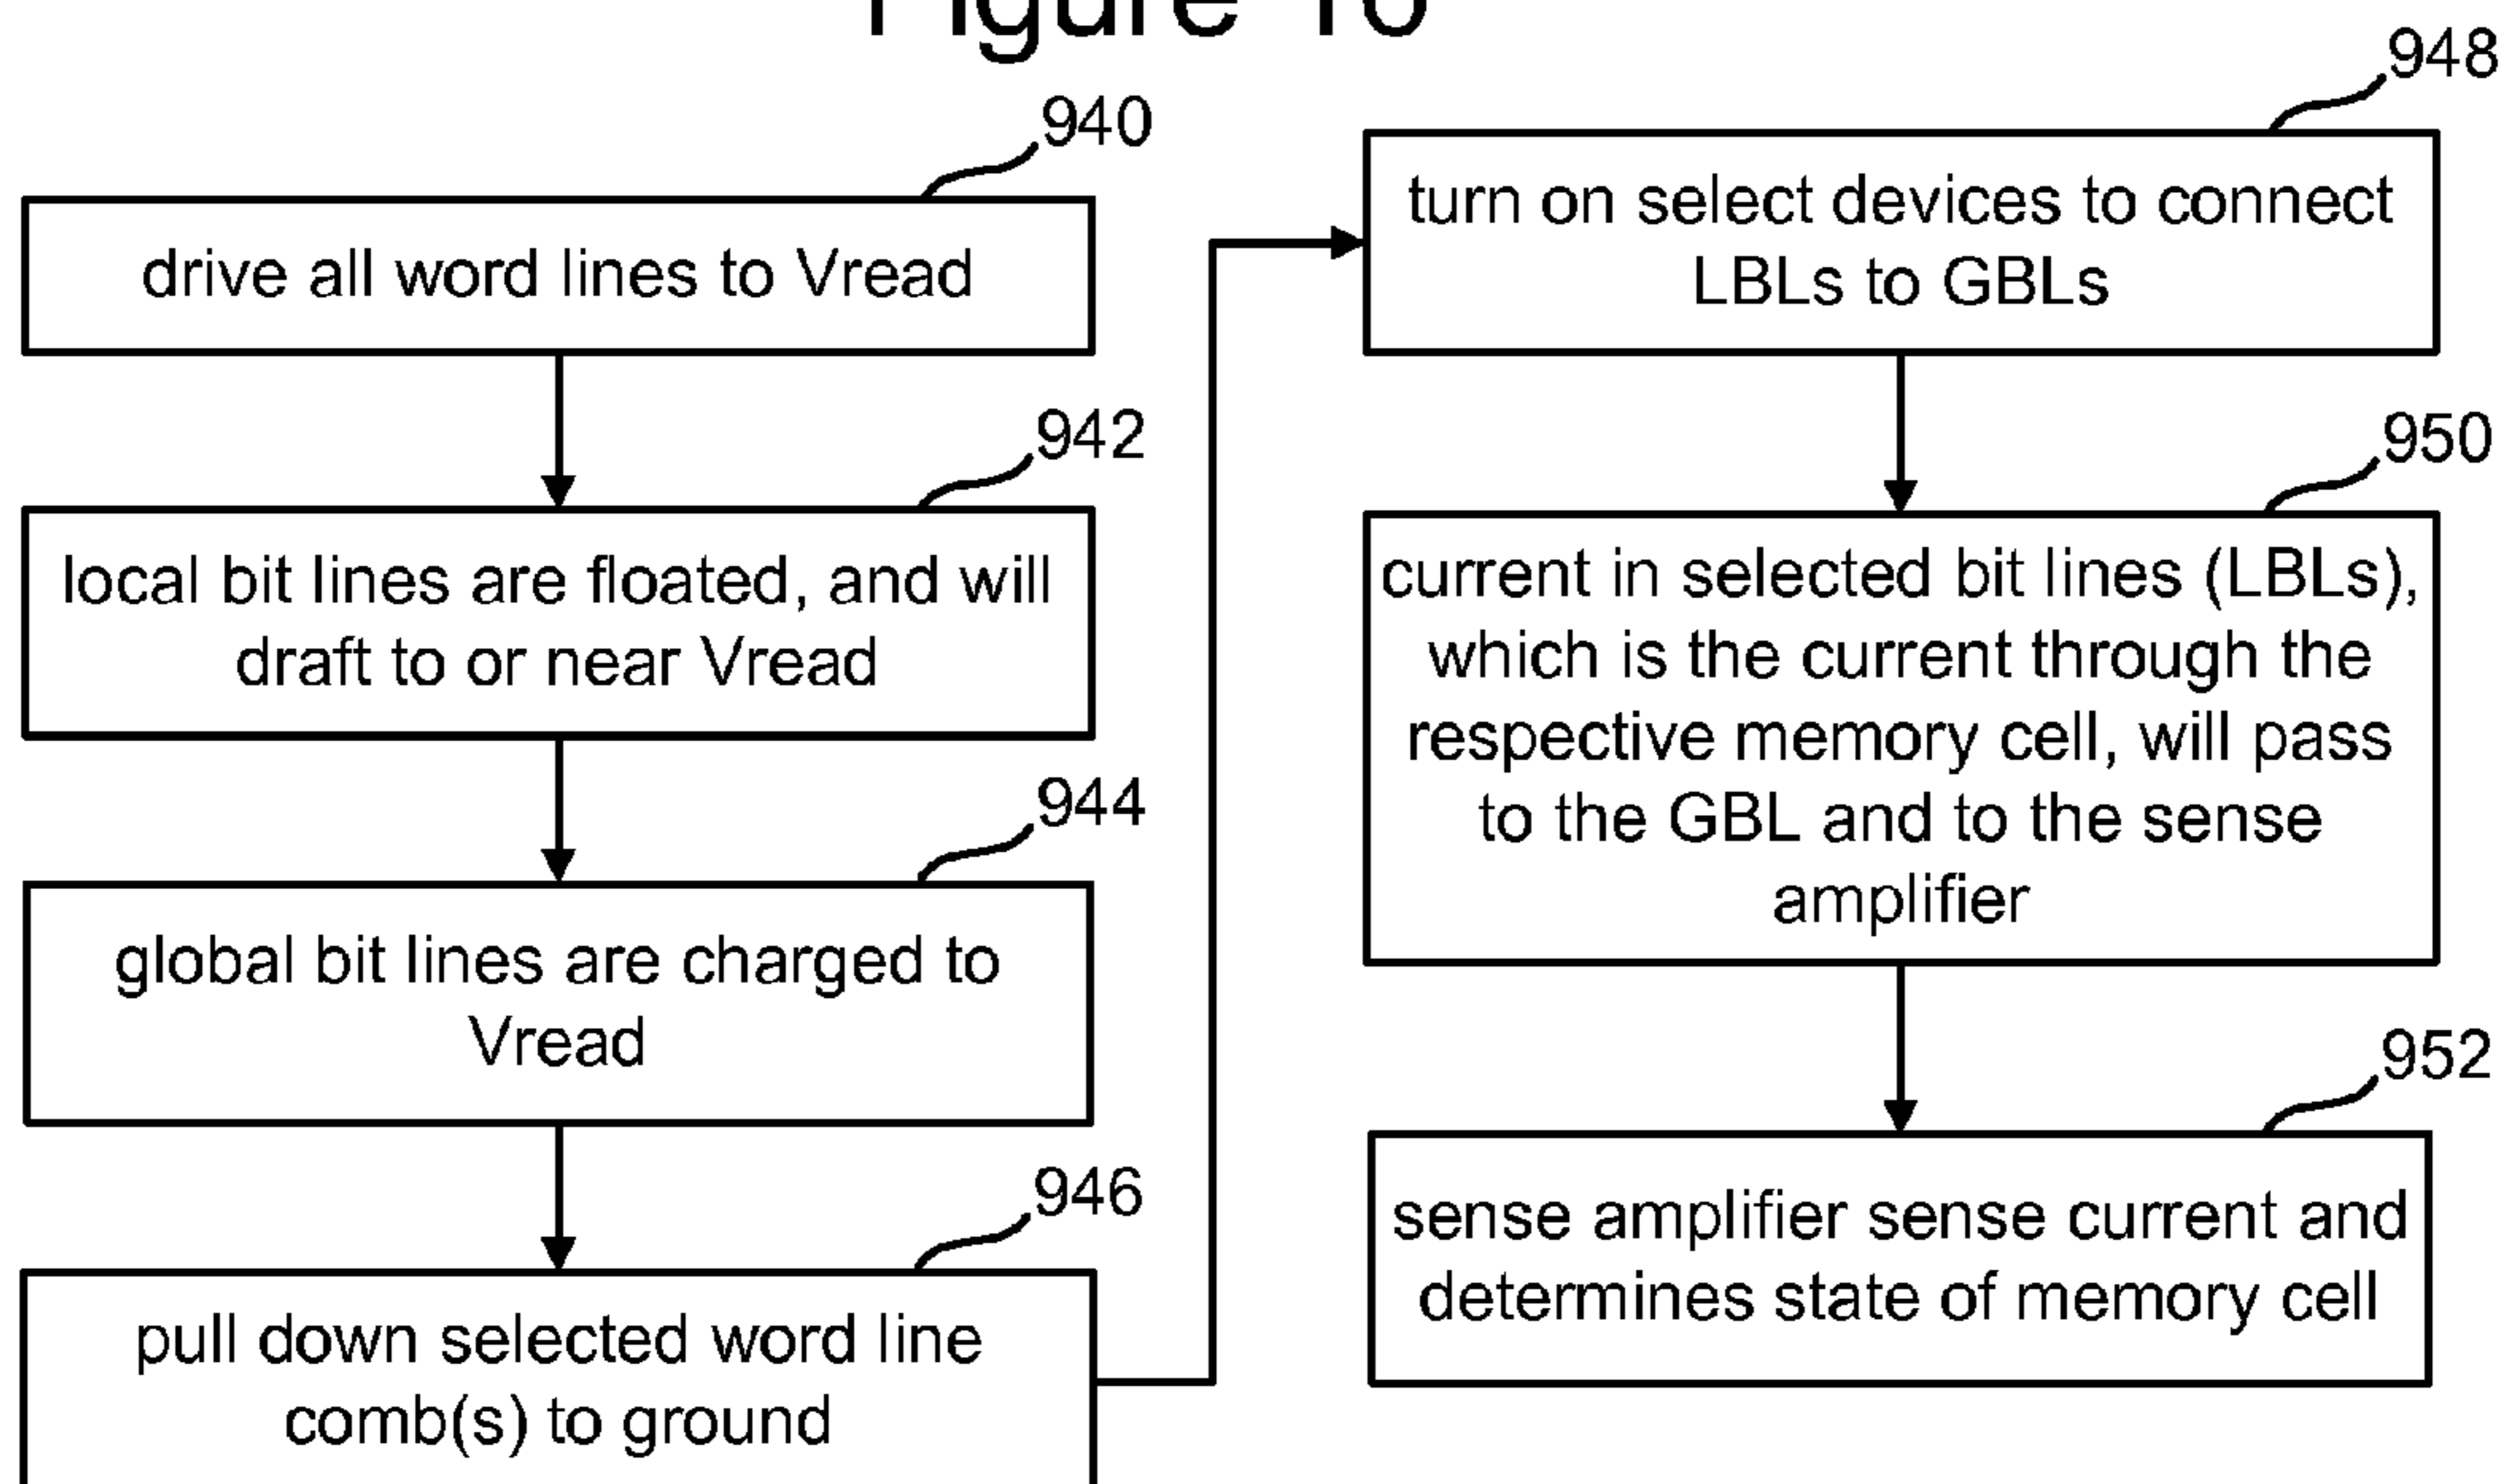 Figure
940
drive all word lines to Vread
942
local bit lines are floated, and will
draft to or near Vread
944
global bit lines are charged to
Vread
946
pull down selected word line
comb(s) to ground
948
turn on select devices to connect
LBLs to GBLs
950
current in selected bit lines (LBLs),
which is the current through the
respective memory cell, will pass
to the GBL and to the sense
amplifier
952
sense amplifier sense current and
determines state of memory cell